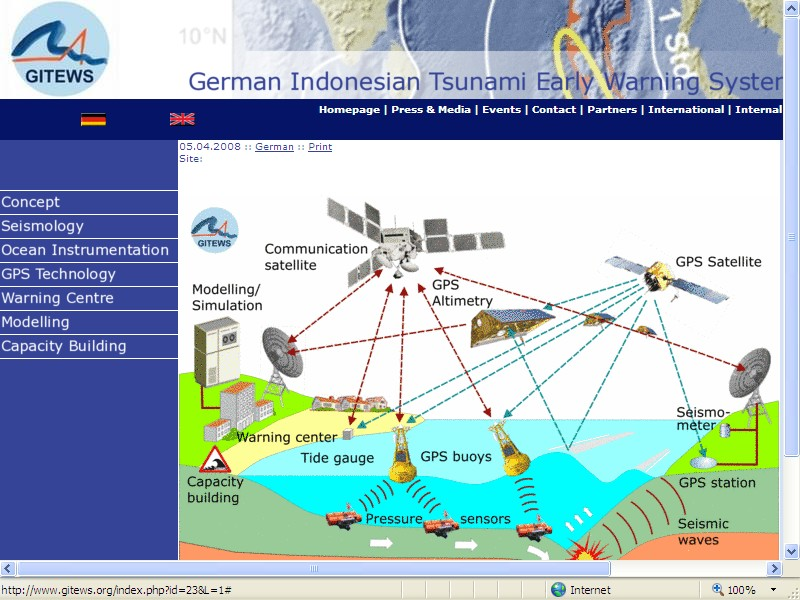 GITEWS
10°N
1 Sto
German Indonesian Tsunami Early Warning System
Homepage | Press & Media | Events | Contact | Partners | International | Internal
05.04.2008 :: German :: Print
Site:
Concept
Seismology
Ocean Instrumentation
GPS Technology
Warning Centre
Modelling
Capacity Building
GITEWS
Communication
satellite
GPS Satellite
GPS
Altimetry
Modelling/
Simulation
Seismo-
meter
Warning center
Tide gauge
GPS buoys
GPS station
Capacity
building
Pressure sensors
Seismic
waves
http://www.gitews.org/index.php?id=23&L=1#
Internet
100%